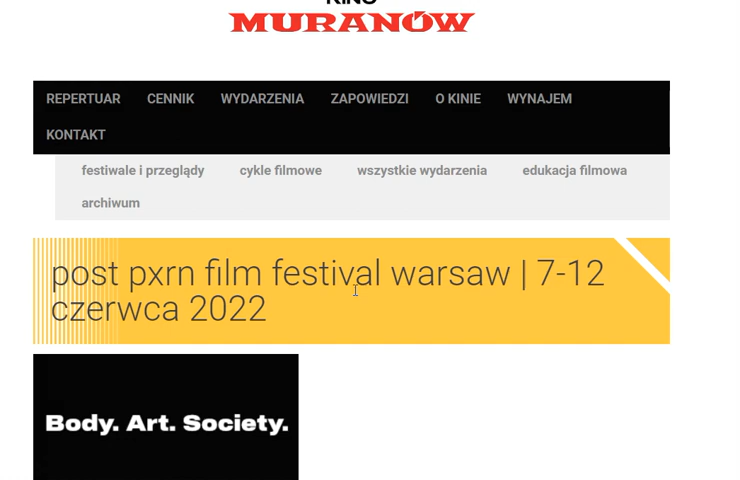 KINO
MURANÓW
REPERTUAR CENNIK WYDARZENIA ZAPOWIEDZI O KINIE WYNAJEM
KONTAKT
festiwale i przeglądy cykle filmowe wszystkie wydarzenia edukacja filmowa
archiwum
post pxrn film festival warsaw | 7-12
czerwca 2022
Body. Art. Society.